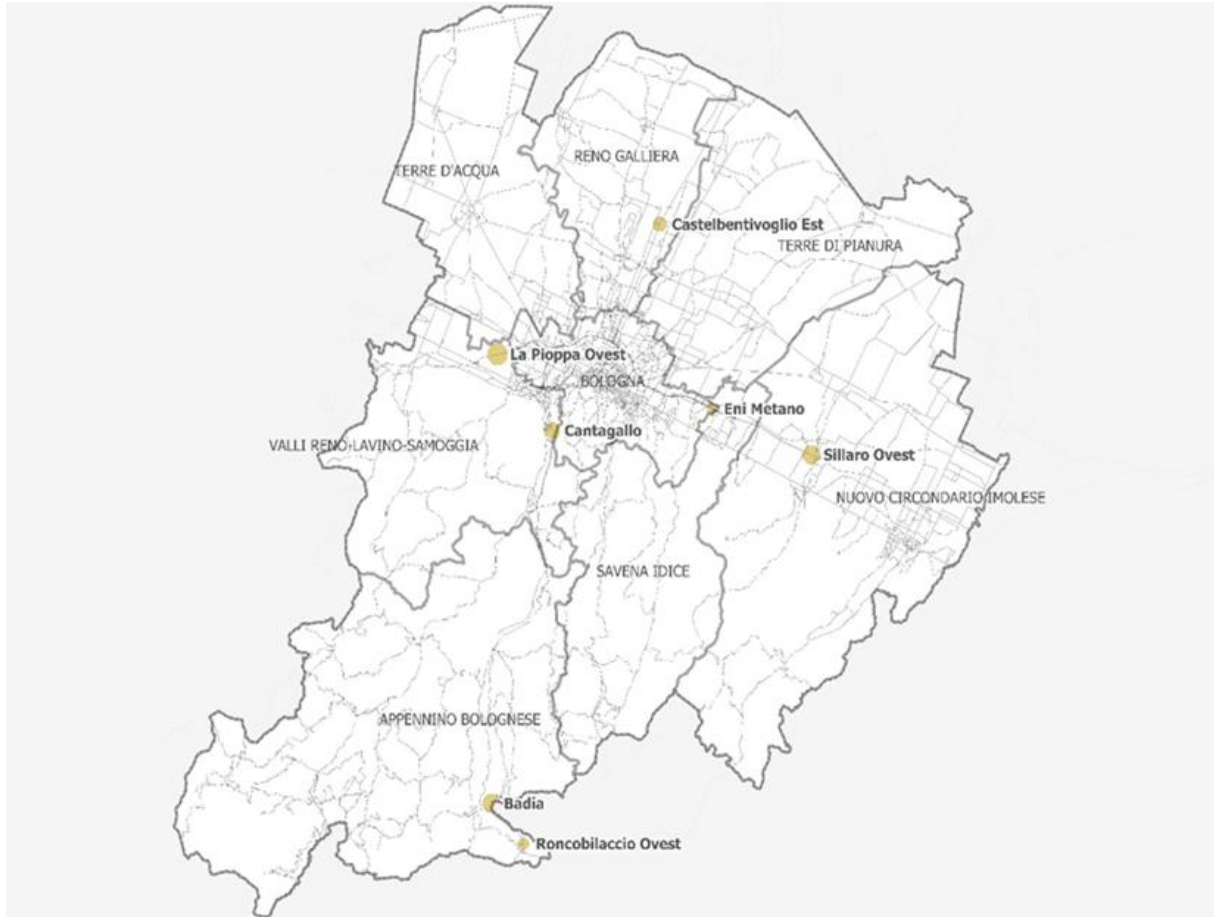 RENO GALLIERA
TERRE D'ACQUA
Castelbentivoglio Est
TERRE DI PIANURA
La Pioppa Ovest
BOLOGNA
Eni Metano
Cantagallo
VALLI RENO-LAVINO-SAMOGGIA
Sillaro Ovest
NUOVO CIRCONDARIO IMOLESE
SAVENA IDICE
APPENNINO BOLOGNESE
Badia
Roncobilaccio Ovest